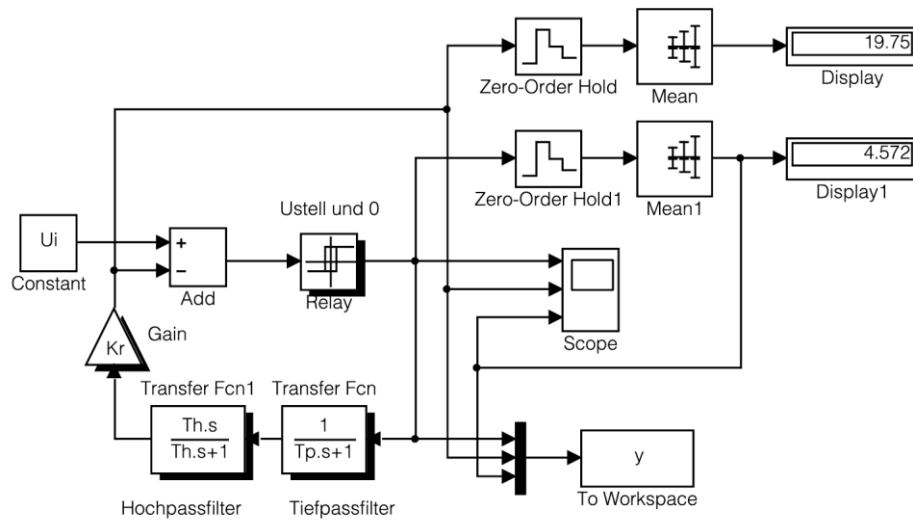 19.75
Zero-Order Hold
Mean
Display
4.572
Zero-Order Hold1
Mean1
Display1
Ustell und 0
Ui
+
−
Constant
Add
Relay
Scope
Gain
Kr
Transfer Fcn1
Transfer Fcn
Th.s
Th.s+1
1
Tp.s+1
y
To Workspace
Hochpassfilter
Tiefpassfilter